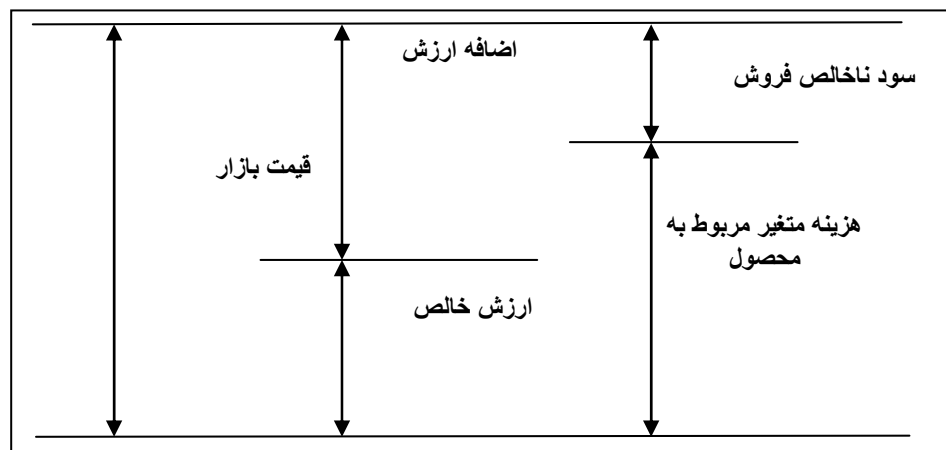 اضافه ارزش
سود ناخالص فروش
قیمت بازار
هزینه متغیر مربوط به
محصول
ارزش خالص